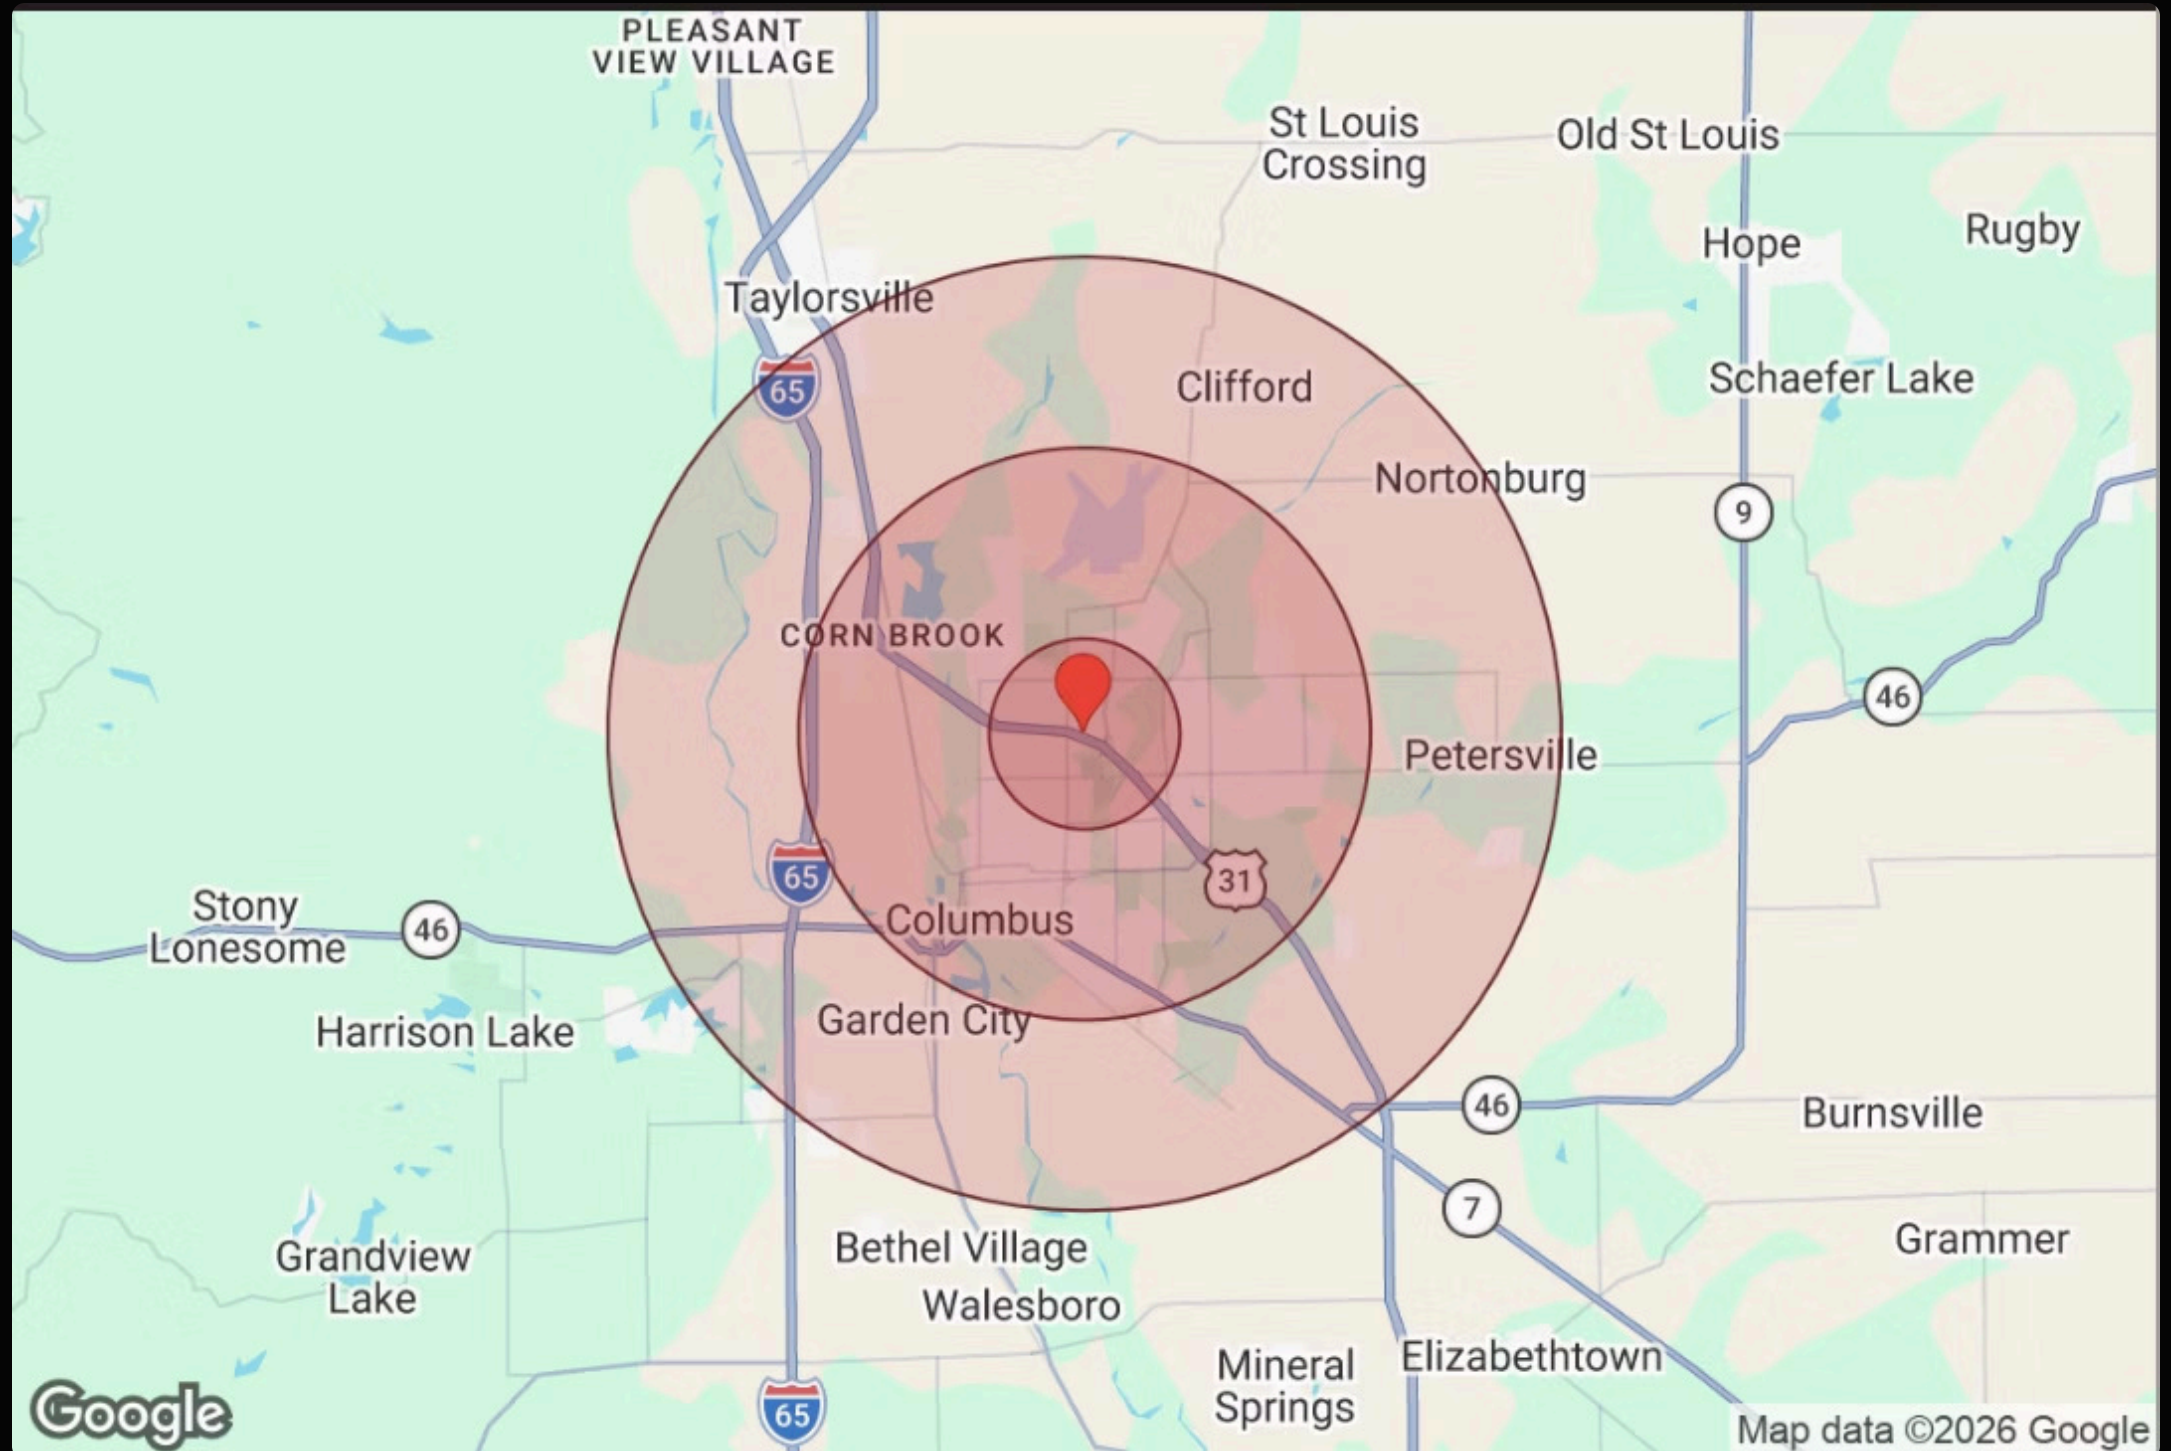 PLEASANT
VIEW VILLAGE
St Louis
Crossing
Old St Louis
Rugby
Hope
Taylorsville
65
Clifford
Schaefer Lake
Nortonburg
9
CORN BROOK
46
Petersville
65
31
Stony
Lonesome
46
Columbus
Harrison Lake
Garden City
46
Burnsville
7
Grandview
Lake
Bethel Village
Grammer
Walesboro
Mineral
Springs
Elizabethtown
65
Google
Map data ©2026 Google